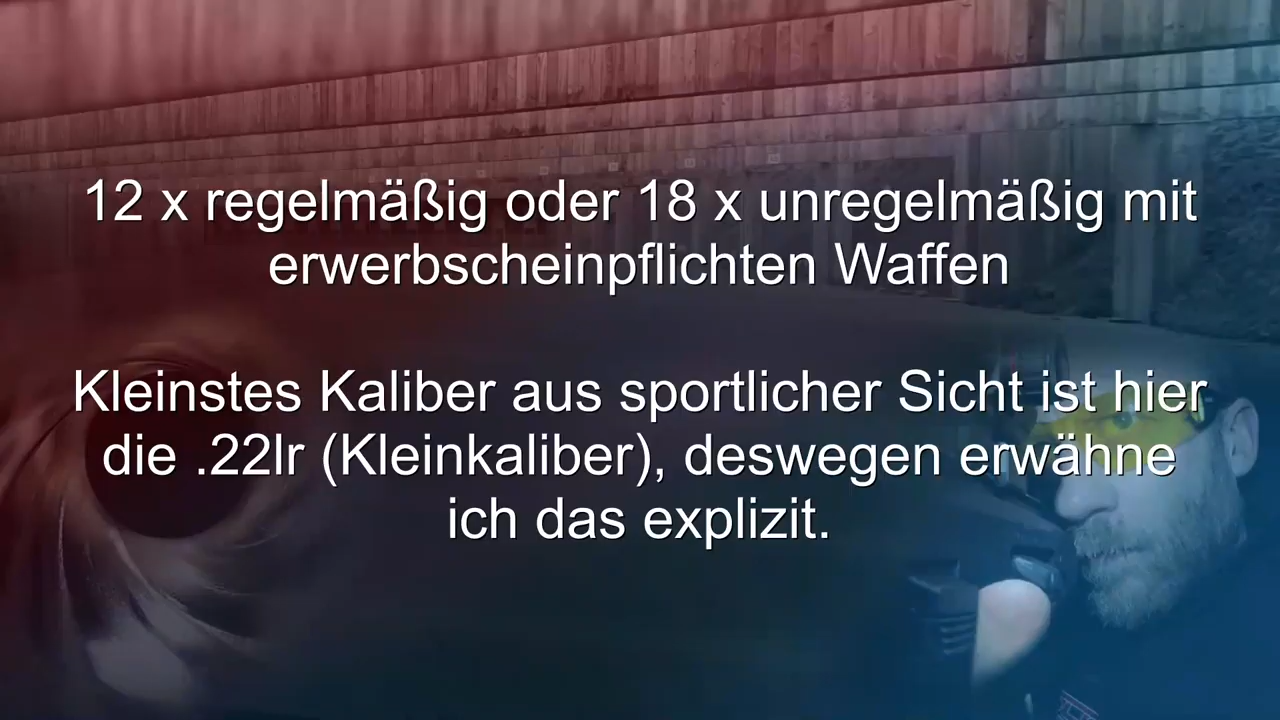 12 x regelmäßig oder 18 x unregelmäßig mit
erwerbscheinpflichten Waffen
Kleinstes Kaliber aus sportlicher Sicht ist hier
die .22lr (Kleinkaliber), deswegen erwähne
ich das explizit.